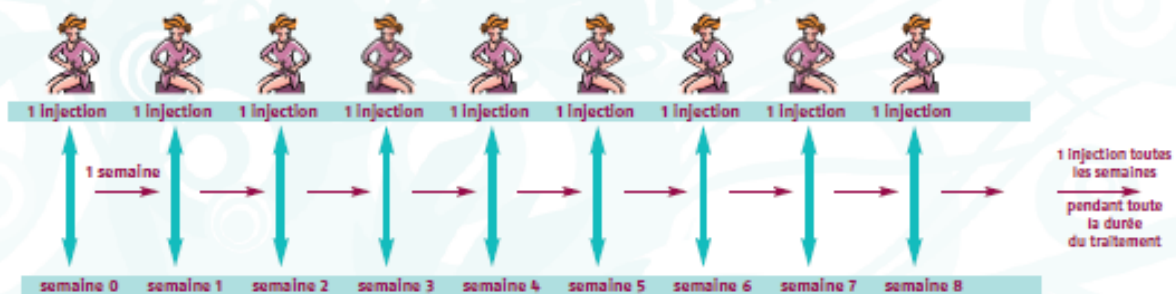 1 injection 1 injection 1 injection 1 injection 1 injection 1 injection 1 injection 1 injection 1 injection
1 semaine
1 injection toutes
les semaines
pendant toute
la durée
du traitement
semaine 0 semaine 1 semaine 2 semaine 3 semaine 4 semaine 5 semaine 6 semaine 7 semaine 8